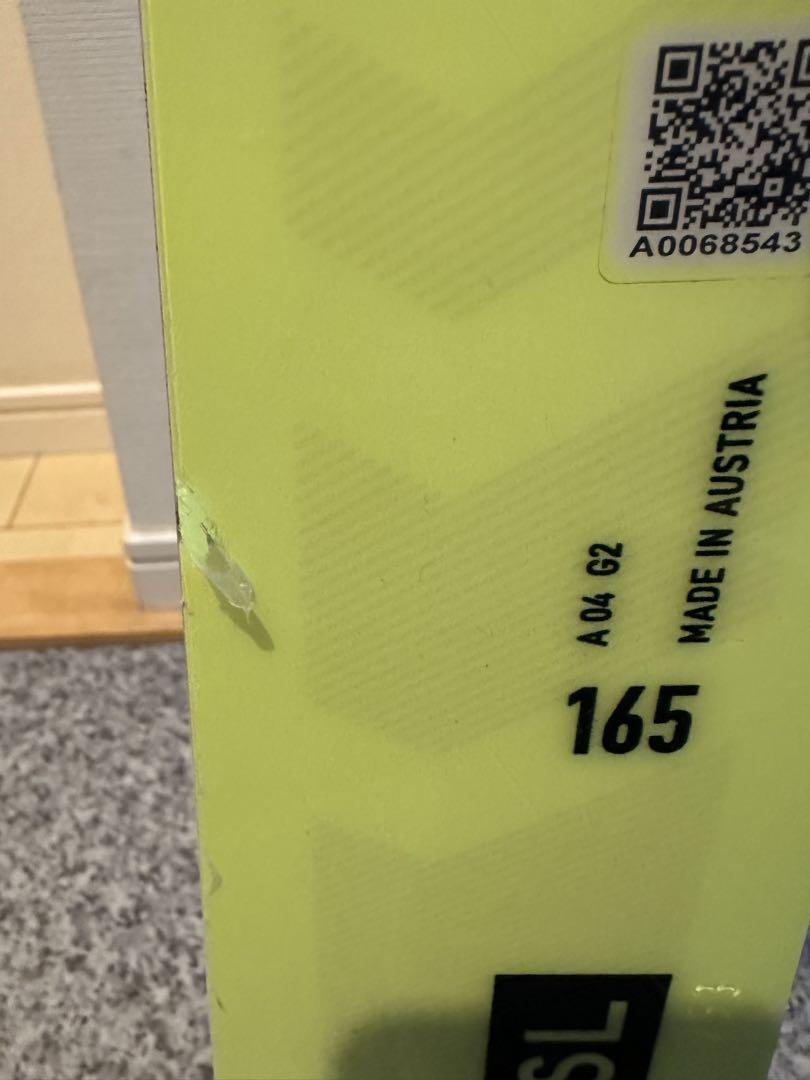 A0068543
MADE IN AUSTRIA
A 04 G2
165
SL